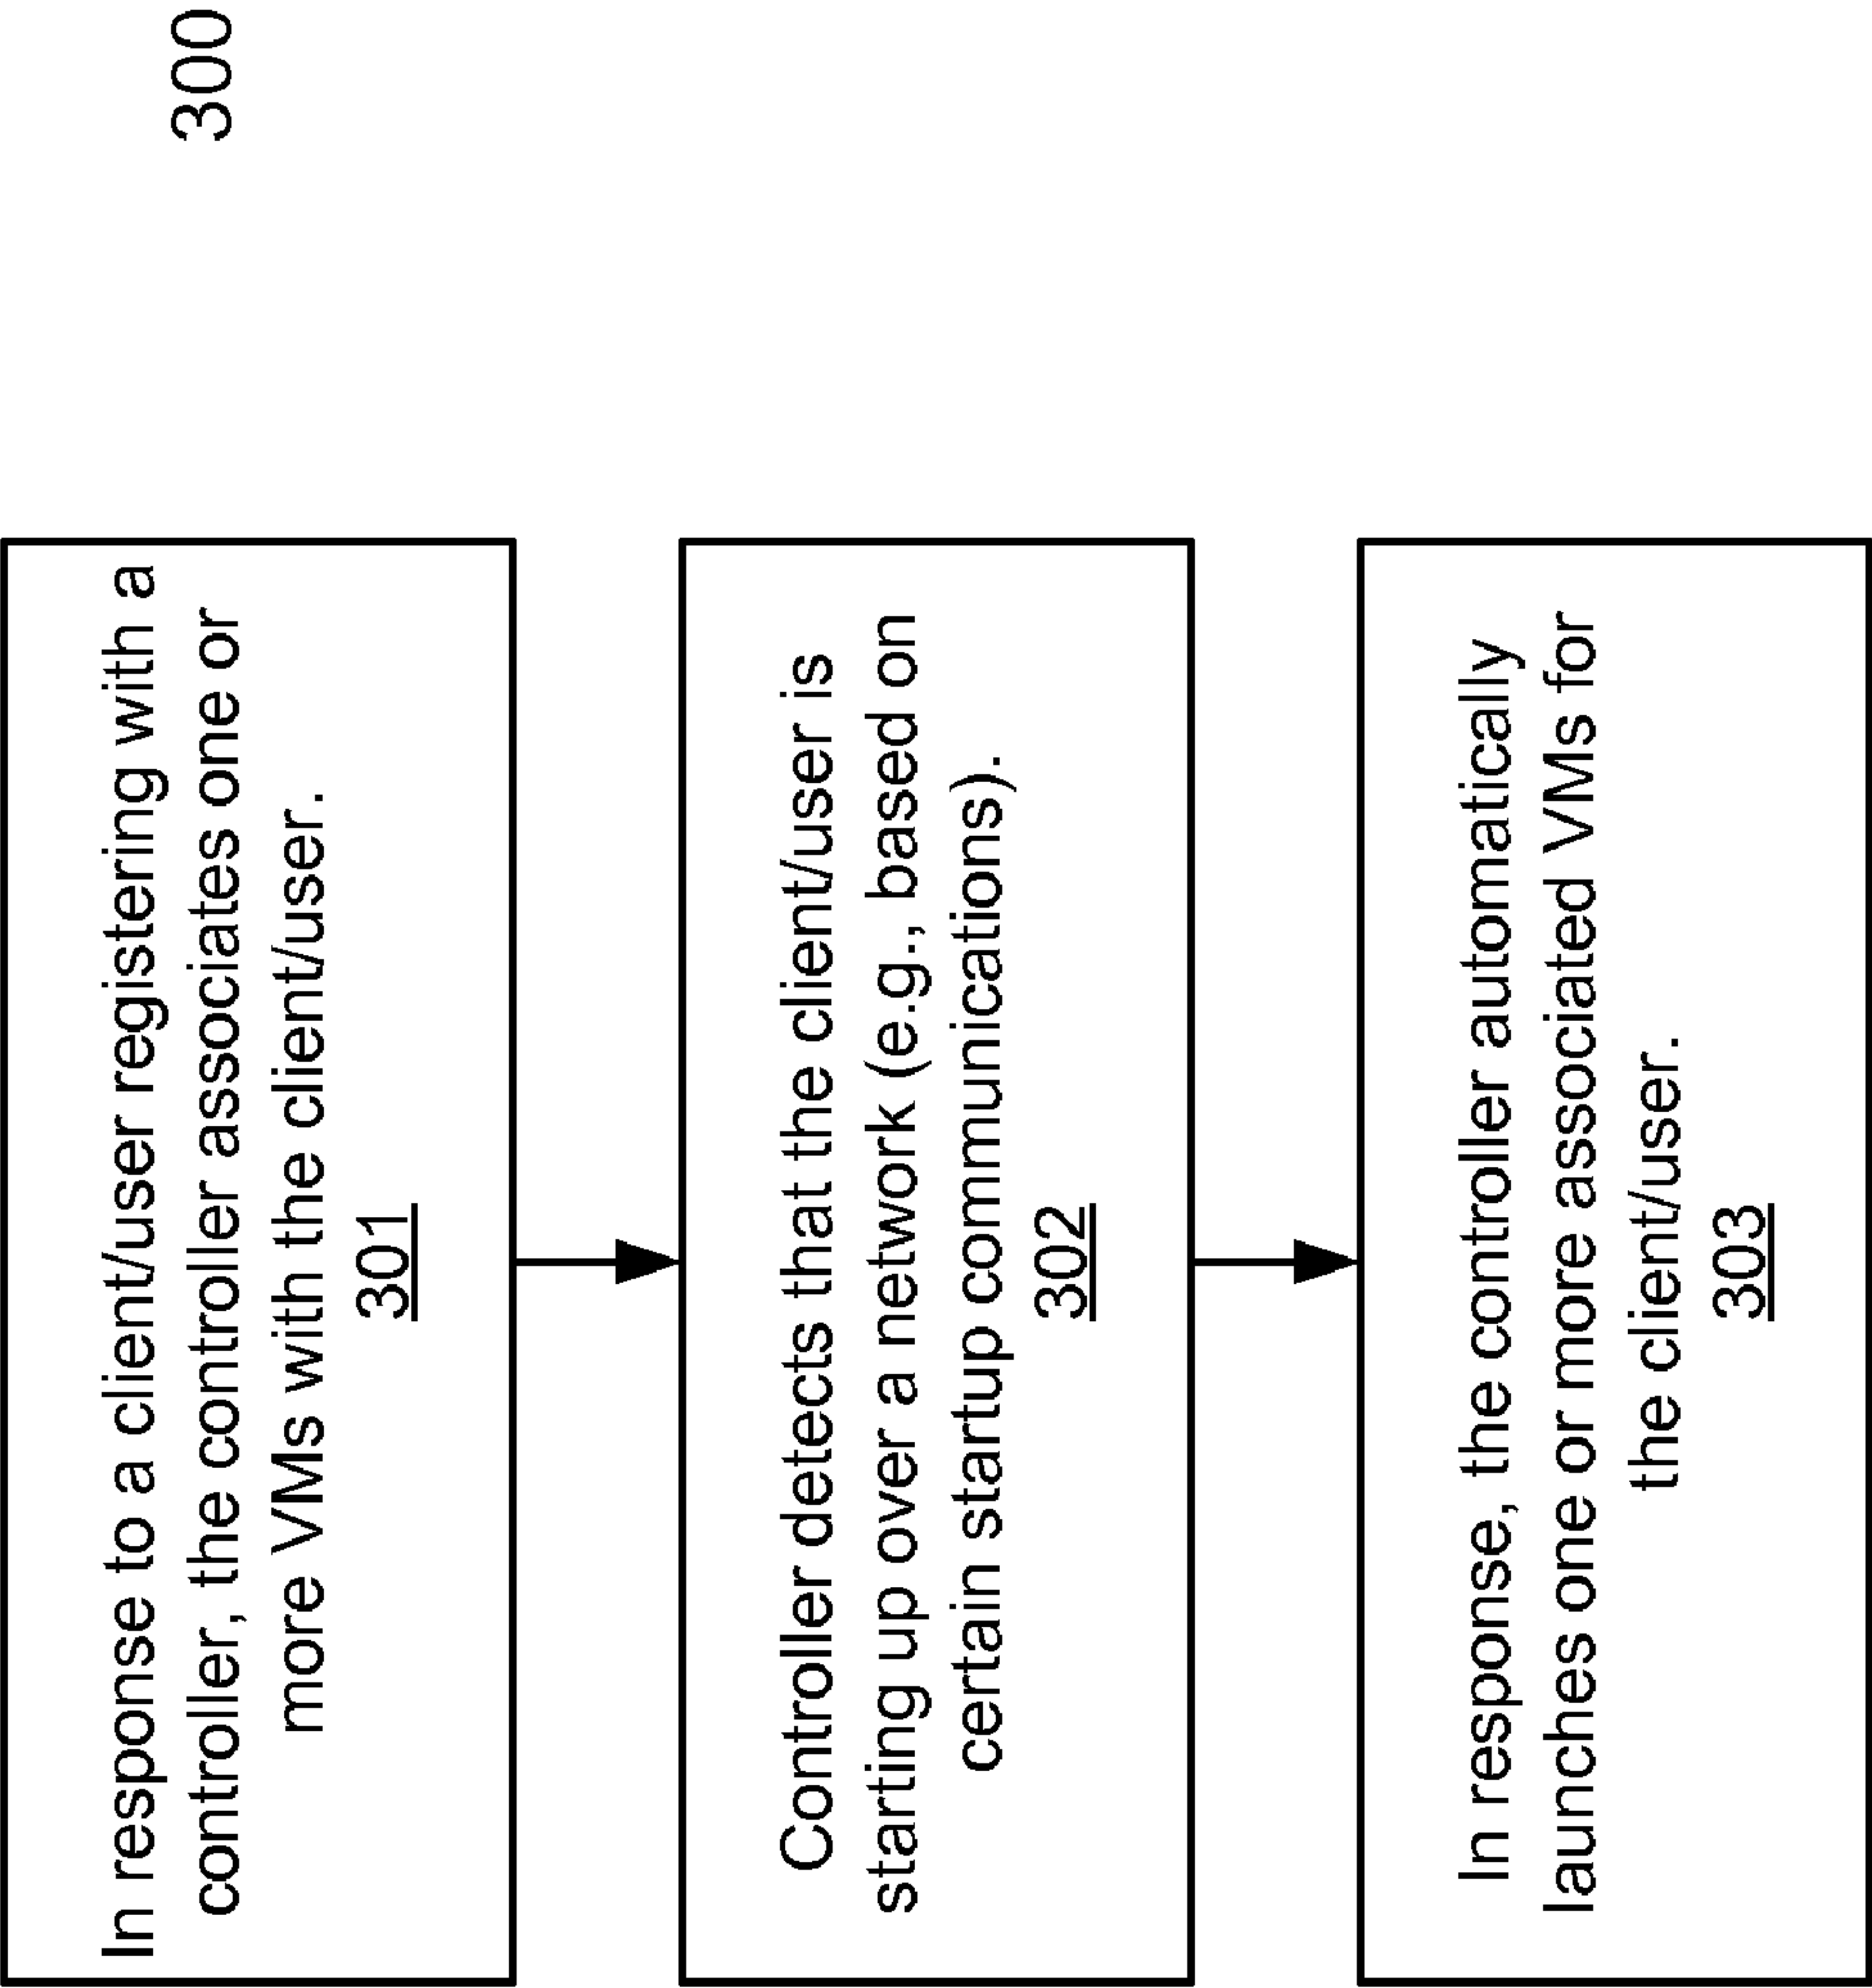 300
In response to a client/user registering with a
controller, the controller associates one or
more VMs with the client/user.
301
Controller detects that the client/user is
starting up over a network (e.g., based on
certain startup communications).
302
In response, the controller automatically
launches one or more associated VMs for
the client/user.
303